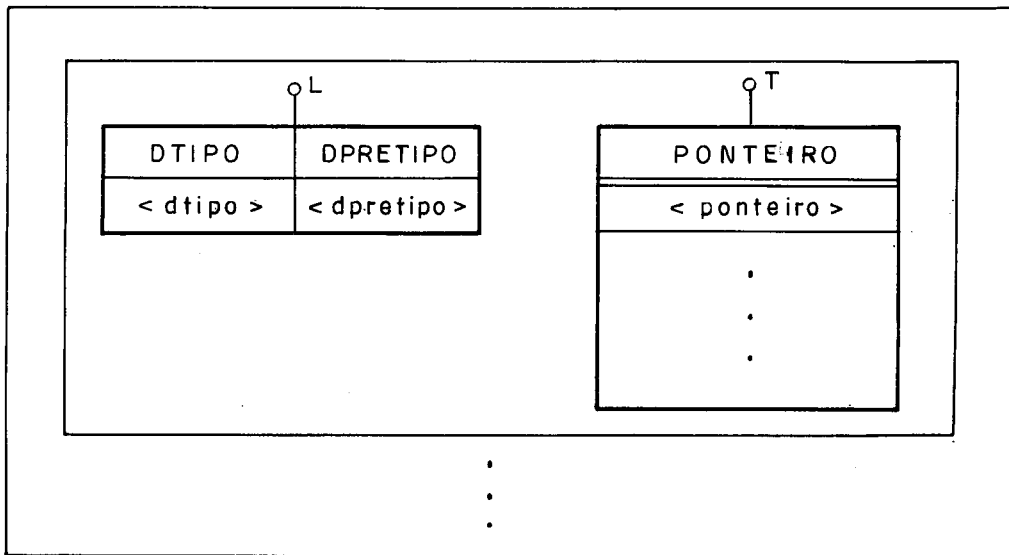 L T
DTIPO DPRETIPO PONTEIRO
< dtipo > < dpretipo > < ponteiro >